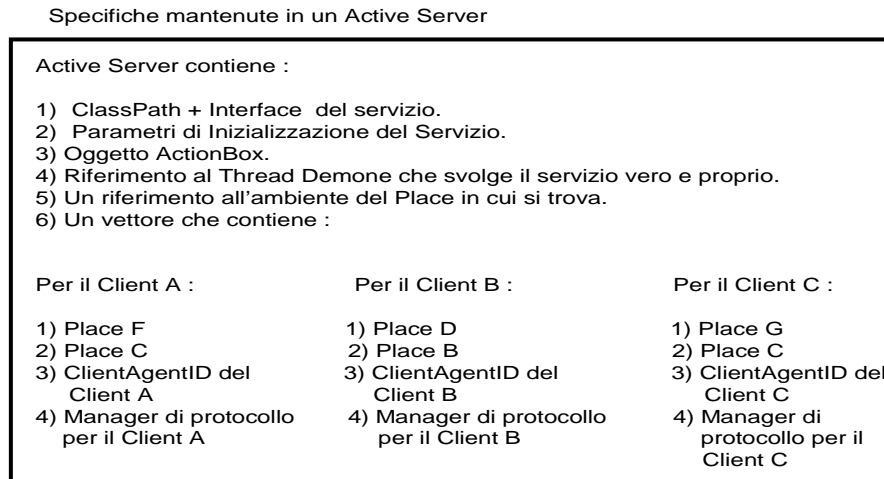 Specifiche mantenute in un Active Server
Active Server contiene :
1) ClassPath + Interface del servizio.
2) Parametri di Inizializzazione del Servizio.
3) Oggetto ActionBox.
4) Riferimento al Thread Demone che svolge il servizio vero e proprio.
5) Un riferimento all'ambiente del Place in cui si trova.
6) Un vettore che contiene :
Per il Client A :
1) Place F
2) Place C
3) ClientAgentID del
Client A
4) Manager di protocollo
per il Client A
Per il Client B :
1) Place D
2) Place B
3) ClientAgentID del
Client B
4) Manager di protocollo
per il Client B
Per il Client C :
1) Place G
2) Place C
3) ClientAgentID del
Client C
4) Manager di
protocollo per il
Client C